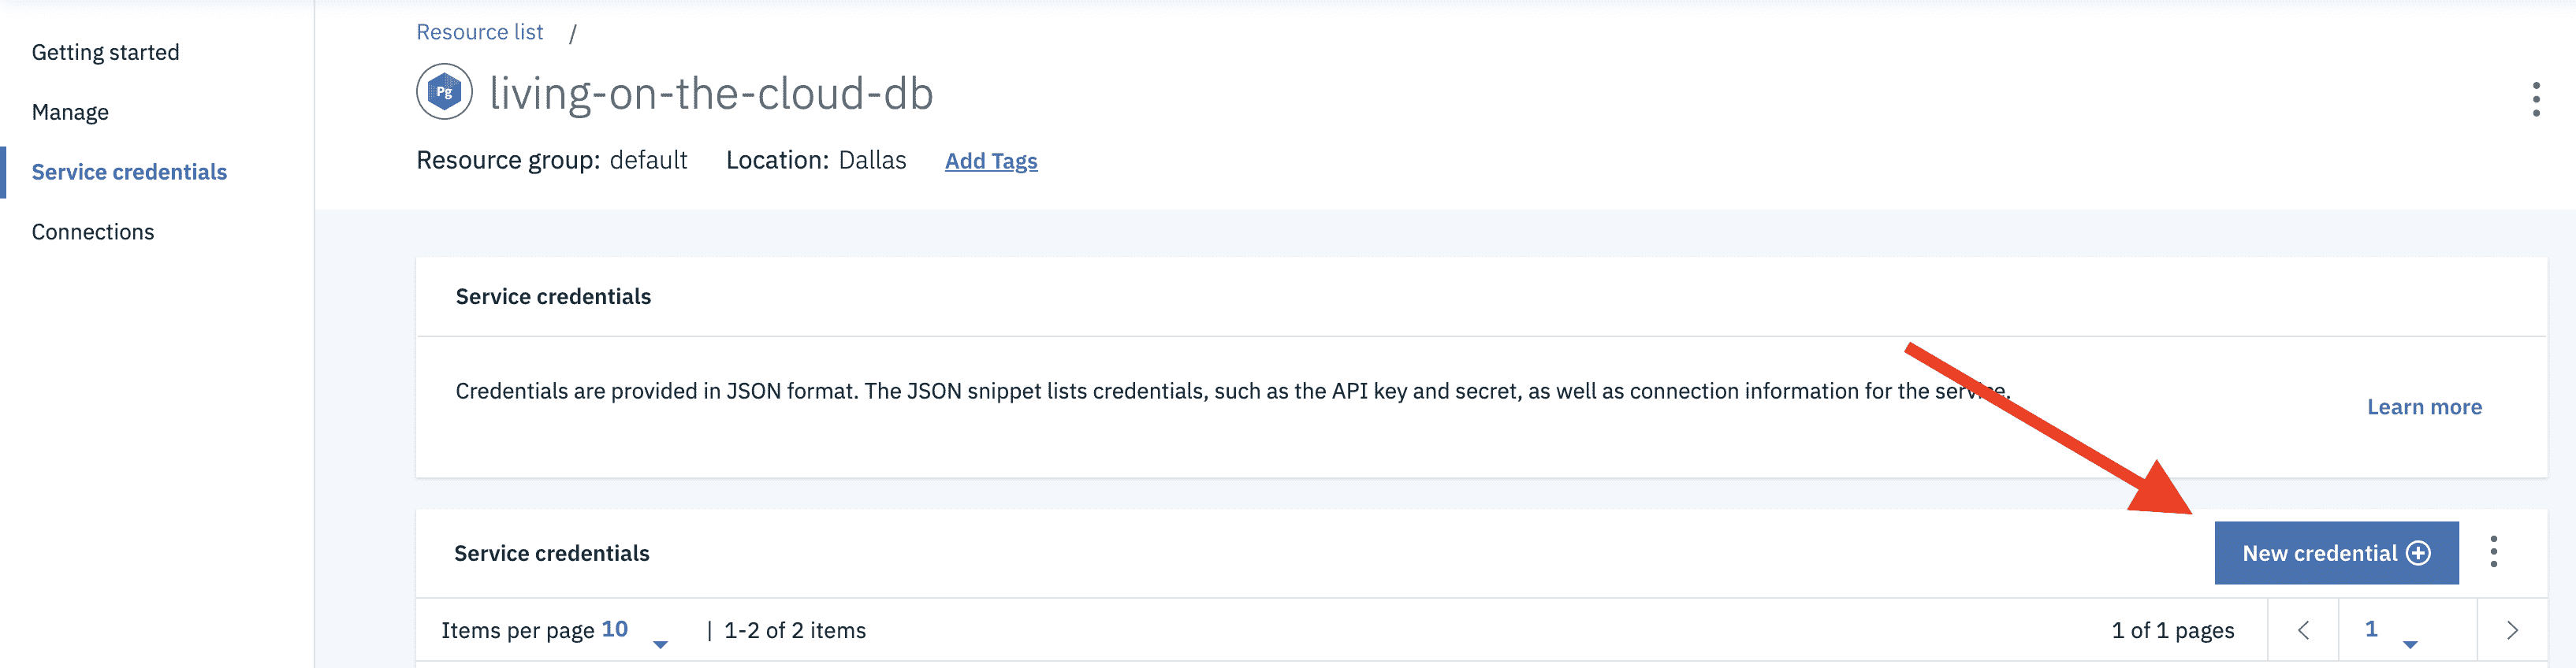 Getting started
Manage
Service credentials
Connections
Resource list /
Pg living-on-the-cloud-db
Resource group: default Location: Dallas Add Tags
Service credentials
Credentials are provided in JSON format. The JSON snippet lists credentials, such as the API key and secret, as well as connection information for the service.
Learn more
Service credentials
New credential
Items per page 10 | 1-2 of 2 items
1 of 1 pages < 1 >